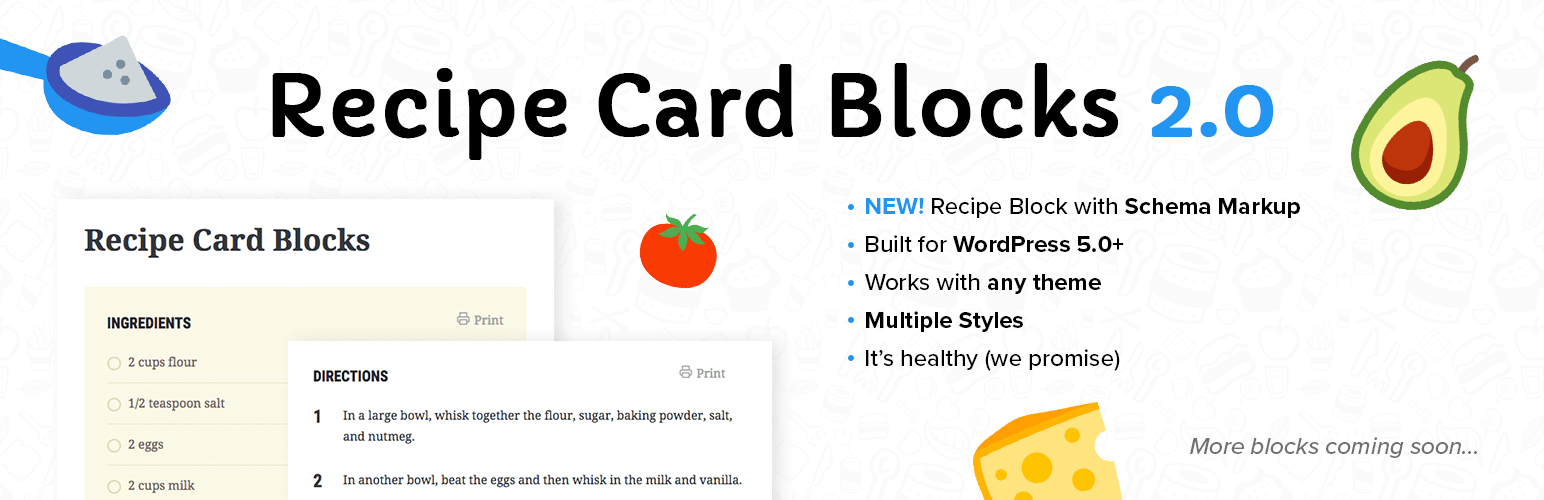 Recipe Card Blocks 2.0
Recipe Card Blocks
INGREDIENTS
Print
2 cups flour
1/2 teaspoon salt
2 eggs
2 cups milk
DIRECTIONS
Print
1 In a large bowl, whisk together the flour, sugar, baking powder, salt,
and nutmeg.
2 In another bowl, beat the eggs and then whisk in the milk and vanilla.
• NEW! Recipe Block with Schema Markup
• Built for WordPress 5.0+
• Works with any theme
• Multiple Styles
• It’s healthy (we promise)
More blocks coming soon...